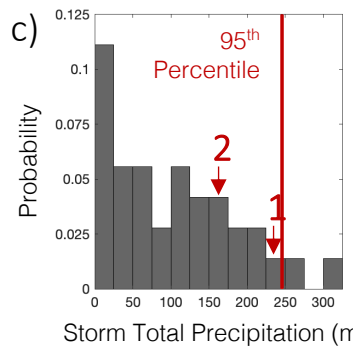 c)
0.125
95th
Percentile
0.1
0.075
2
0.05
1
0.025
0
0 50 100 150 200 250 300
Probability
Storm Total Precipitation (m